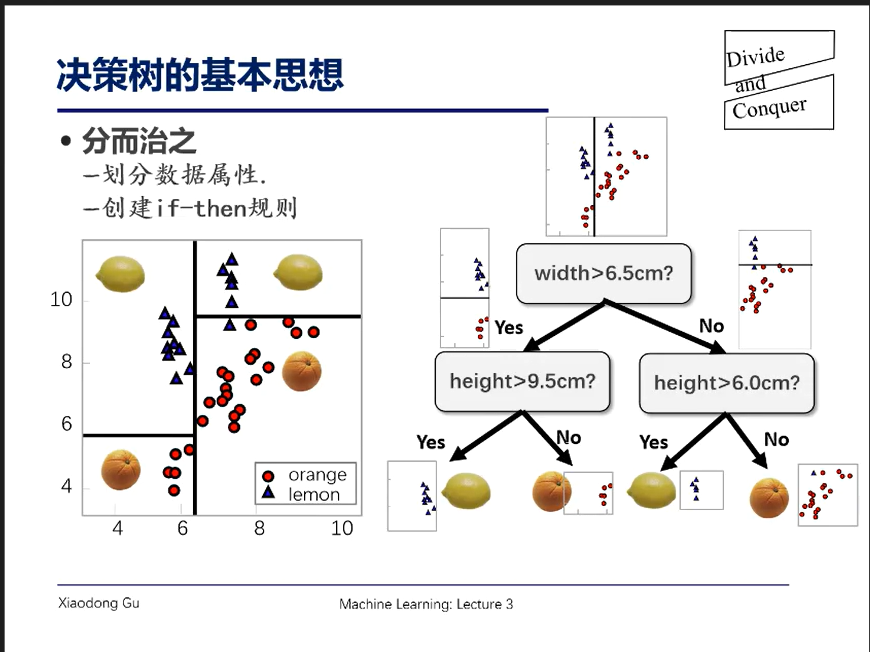 决策树的基本思想
Divide
and
Conquer
• 分而治之
–划分数据属性.
–创建if-then规则
10
8
6
4
4 6 8 10
orange
lemon
width>6.5cm?
Yes
No
height>9.5cm?
height>6.0cm?
Yes
No
Yes
No
Xiaodong Gu
Machine Learning: Lecture 3